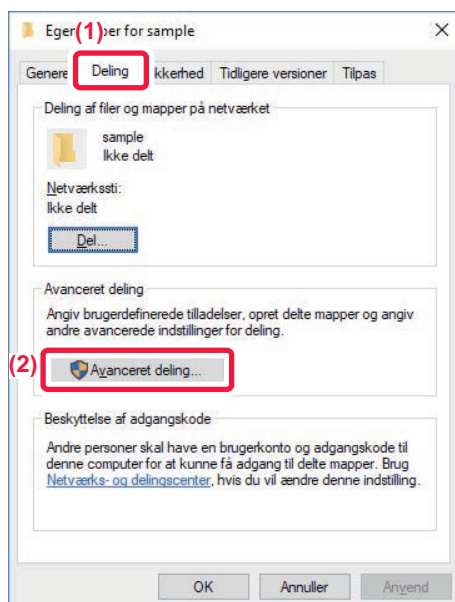 (1)
Egen per for sample
Gene Deling kkerhed Tidligere versioner Tilpas
Deling af filer og mapper på netværket
sample
Ikke delt
Netværkssti:
Ikke delt
Del...
Avanceret deling
Angiv brugerdefinerede tilladelser, opret delte mapper og angiv
andre avancerede indstillinger for deling.
(2)
Avanceret deling...
Beskyttelse af adgangskode
Andre personer skal have en brugerkonto og adgangskode til
denne computer for at kunne få adgang til delte mapper. Brug
Netværks- og delingscenter, hvis du vil ændre denne indstilling.
OK Annuller Anvend